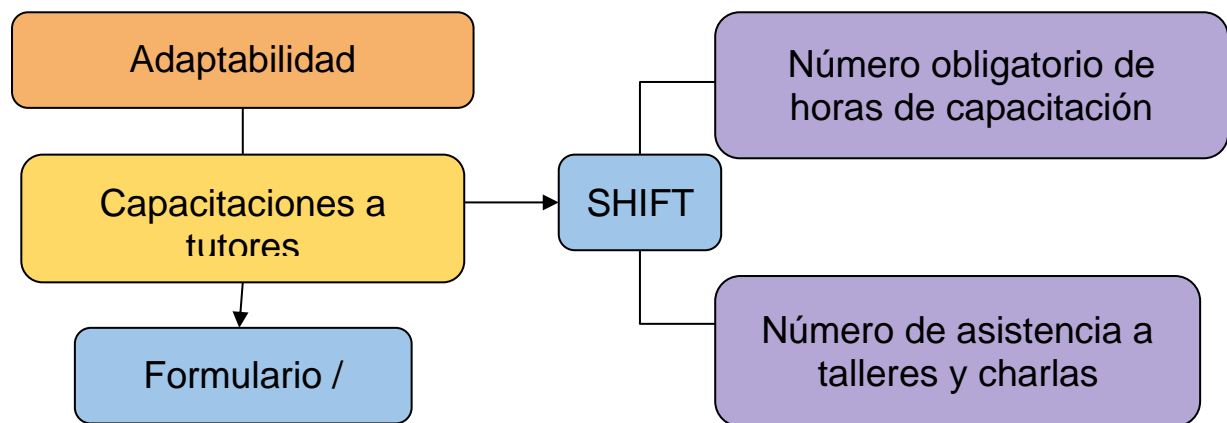 Adaptabilidad
Capacitaciones a
tutores
Formulario /
SHIFT
Número obligatorio de
horas de capacitación
Número de asistencia a
talleres y charlas